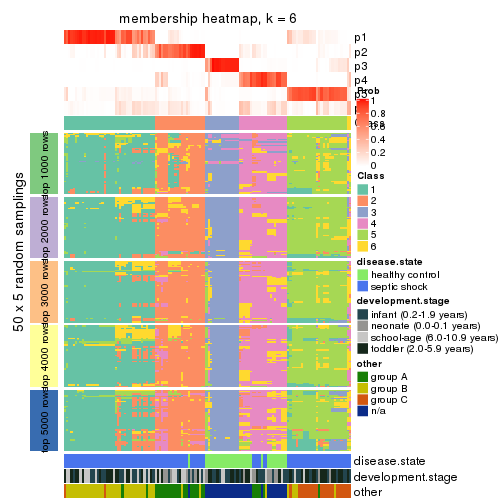 membership heatmap, k = 6
p1
p2
p3
p4
Prob
1
0.8
0.4
0.2
0
Class
1
2
3
4
5
6
disease.state
healthy control
septic shock
development.stage
infant (0.2-1.9 years)
neonate (0.0-0.1 years)
school-age (6.0-10.9 years)
toddler (2.0-5.9 years)
other
group A
group B
group C
n/a
50 x 5 random samplings
top 1000 rows
top 2000 rows
top 3000 rows
top 4000 rows
top 5000 rows
disease.state
development.stage
other